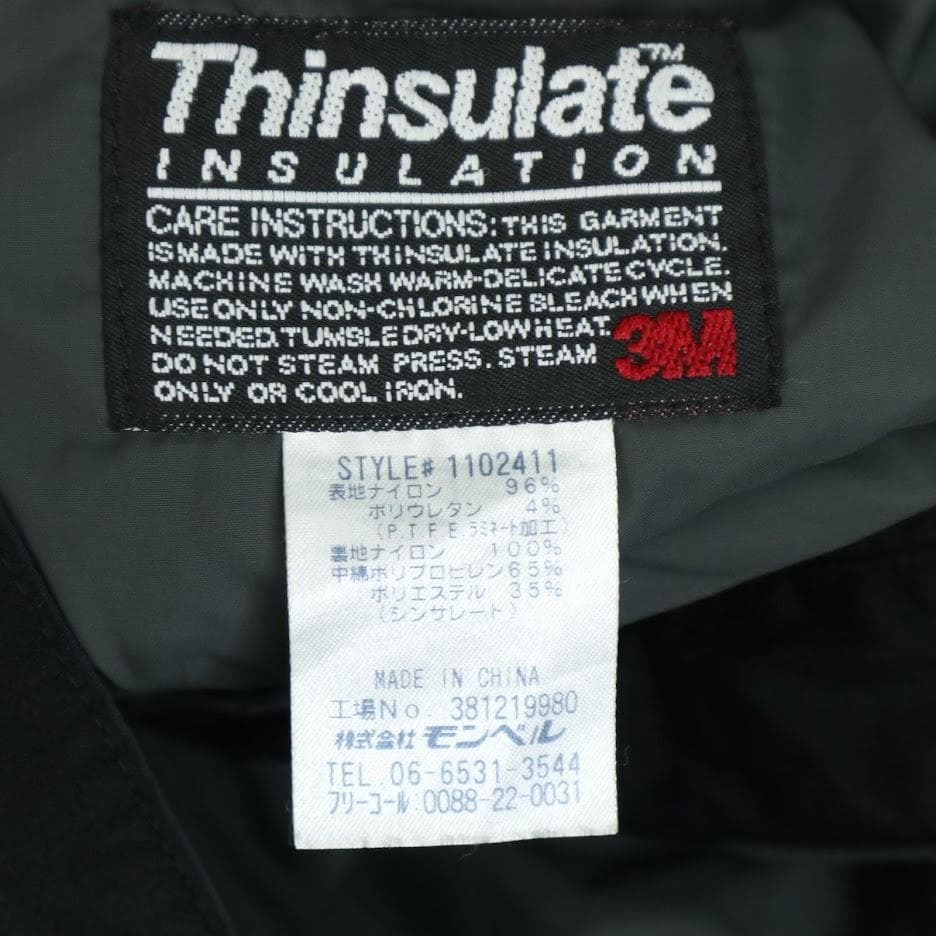 Thinsulate™
INSULATION
CARE INSTRUCTIONS: THIS GARMENT
IS MADE WITH THINSULATE INSULATION.
MACHINE WASH WARM-DELICATE CYCLE.
USE ONLY NON-CHLORINE BLEACH WHEN
NEEDED. TUMBLE DRY-LOW HEAT.
DO NOT STEAM PRESS. STEAM
ONLY OR COOL IRON.
3M
STYLE# 1102411
表地ナイロン 96%
ポリウレタン 4%
(P.T.F.E.ラミネート加工)
裏地ナイロン 100%
中綿ポリプロピレン65%
ポリエステル 35%
(シンサレート)
MADE IN CHINA
工場No. 381219980
株式会社 モンベル
TEL.06-6531-3544
フリーコール:0088-22-0031